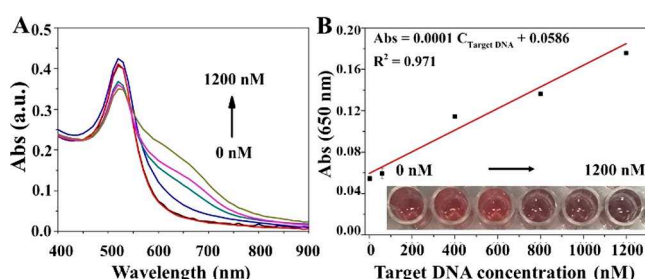 A
Abs (a.u.)
0.5
0.4
0.3
0.2
0.1
0.0
1200 nM
0 nM
400 500 600 700 800 900
Wavelength (nm)
B
Abs (650 nm)
0.20
0.16
0.12
0.08
0.04
0.00
Abs = 0.0001 C Target DNA + 0.0586
R² = 0.971
0 nM
1200 nM
0 200 400 600 800 1000 1200
Target DNA concentration (nM)